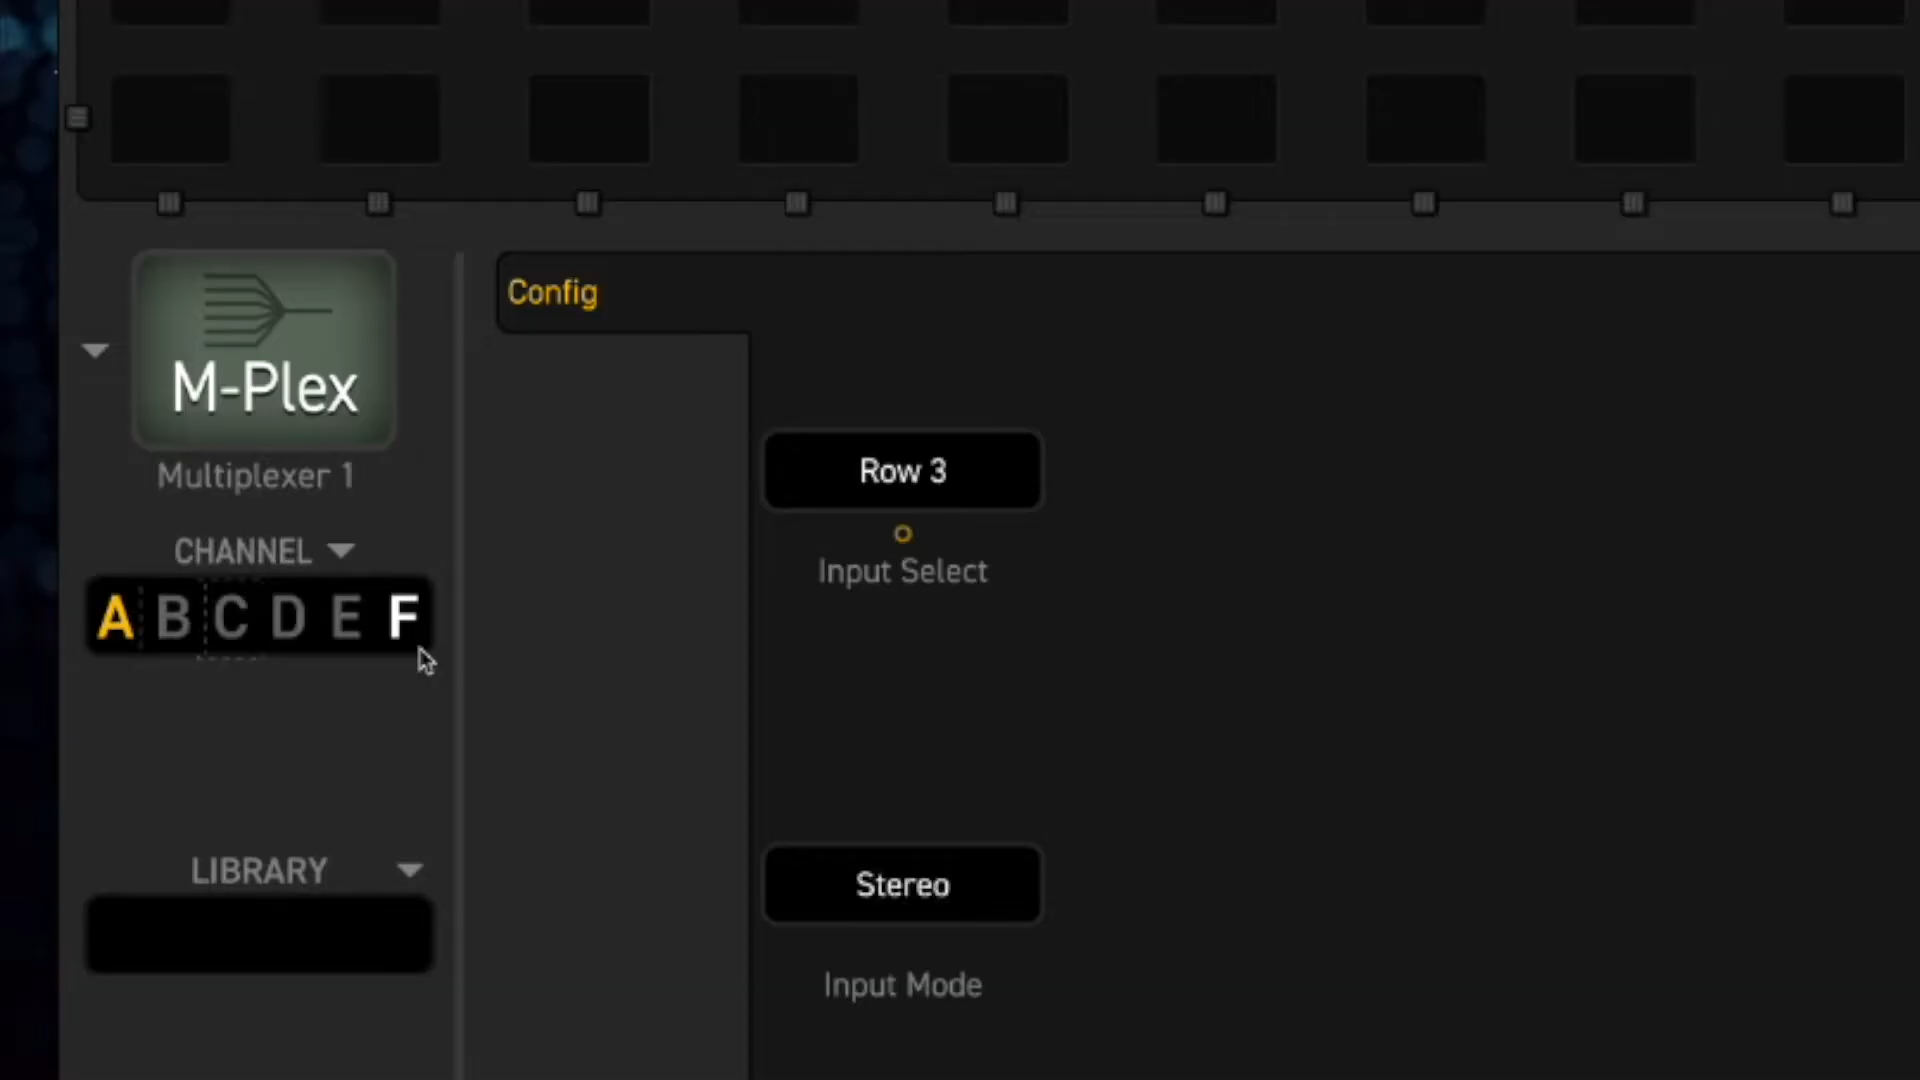 Config
M-Plex
Multiplexer 1
CHANNEL
A B C D E F
LIBRARY
Row 3
Input Select
Stereo
Input Mode